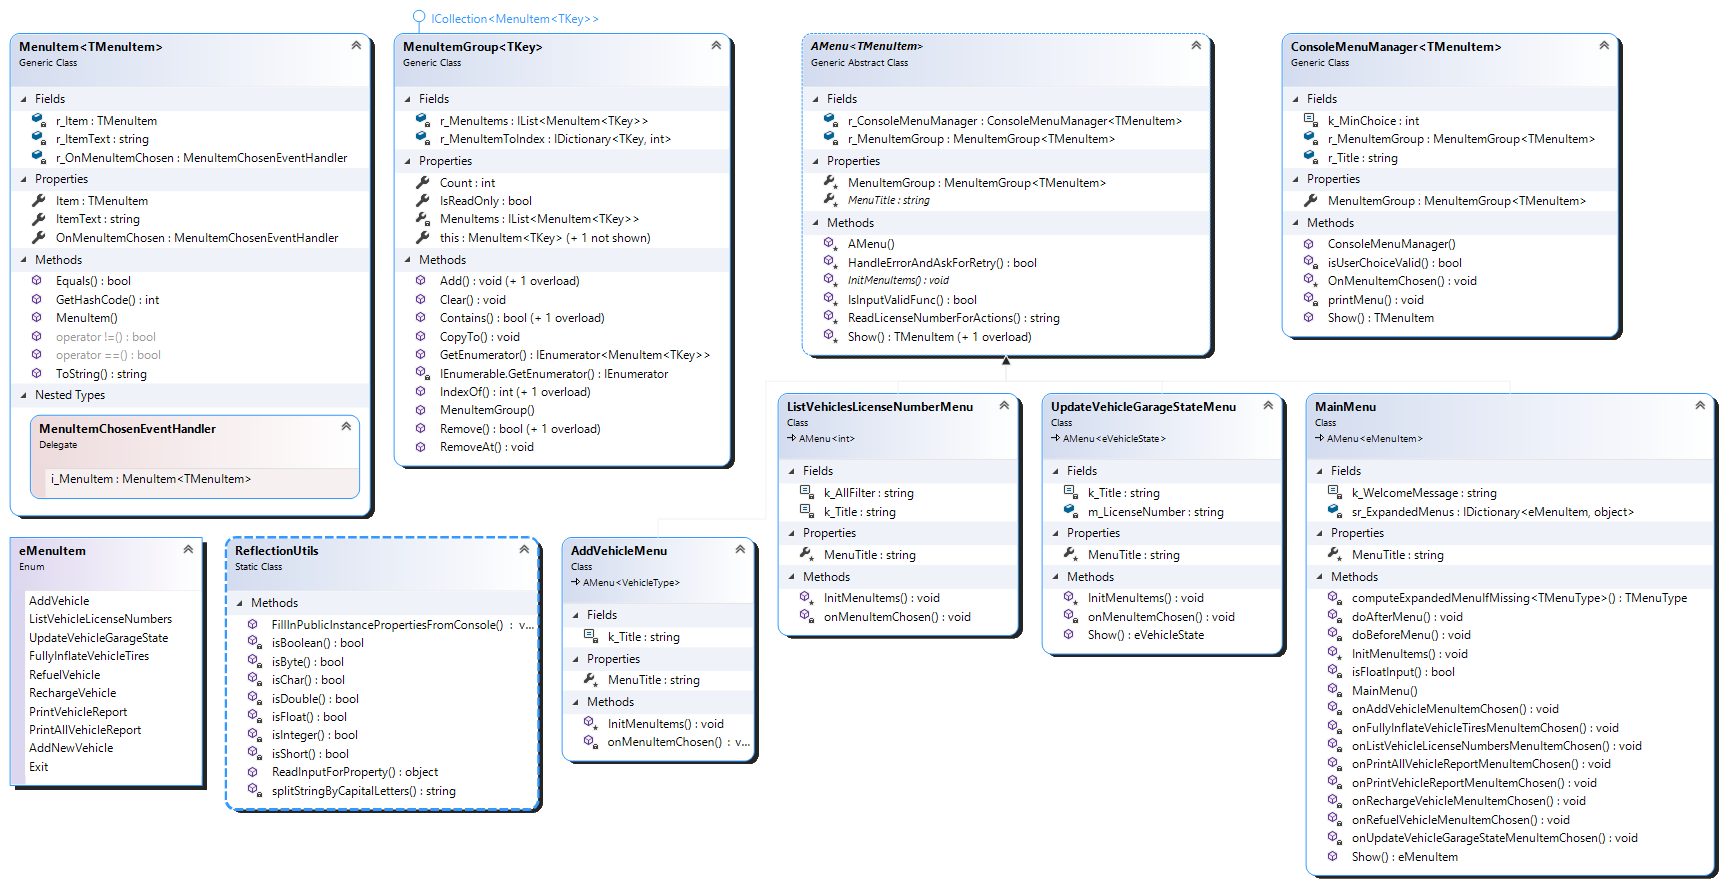 ICollection<MenuItem<TKey>>
MenuItem<TMenuItem>
Generic Class
Fields
r_Item : TMenuItem
r_ItemText : string
r_OnMenuItemChosen : MenuItemChosenEventHandler
Properties
Item : TMenuItem
ItemText : string
OnMenuItemChosen : MenuItemChosenEventHandler
Methods
Equals() : bool
GetHashCode() : int
MenuItem()
operator !=() : bool
operator ==() : bool
ToString() : string
Nested Types
MenuItemChosenEventHandler
Delegate
i_MenuItem : MenuItem<TMenuItem>
MenuItemGroup<TKey>
Generic Class
Fields
r_MenuItems : IList<MenuItem<TKey>>
r_MenuItemToIndex : IDictionary<TKey, int>
Properties
Count : int
IsReadOnly : bool
MenuItems : IList<MenuItem<TKey>>
this : MenuItem<TKey> (+ 1 not shown)
Methods
Add() : void (+ 1 overload)
Clear() : void
Contains() : bool (+ 1 overload)
CopyTo() : void
GetEnumerator() : IEnumerator<MenuItem<TKey>>
IEnumerable.GetEnumerator() : IEnumerator
IndexOf() : int (+ 1 overload)
MenuItemGroup()
Remove() : bool (+ 1 overload)
RemoveAt() : void
AMenu<TMenuItem>
Generic Abstract Class
Fields
r_ConsoleMenuManager : ConsoleMenuManager<TMenuItem>
r_MenuItemGroup : MenuItemGroup<TMenuItem>
Properties
MenuItemGroup : MenuItemGroup<TMenuItem>
MenuTitle : string
Methods
AMenu()
HandleErrorAndAskForRetry() : bool
InitMenuItems() : void
IsInputValidFunc() : bool
ReadLicenseNumberForActions() : string
Show() : TMenuItem (+ 1 overload)
ConsoleMenuManager<TMenuItem>
Generic Class
Fields
k_MinChoice : int
r_MenuItemGroup : MenuItemGroup<TMenuItem>
r_Title : string
Properties
MenuItemGroup : MenuItemGroup<TMenuItem>
Methods
ConsoleMenuManager()
isUserChoiceValid() : bool
OnMenuItemChosen() : void
printMenu() : void
Show() : TMenuItem
eMenuItem
Enum
AddVehicle
ListVehicleLicenseNumbers
UpdateVehicleGarageState
FullyInflateVehicleTires
RefuelVehicle
RechargeVehicle
PrintVehicleReport
PrintAllVehicleReport
AddNewVehicle
Exit
ReflectionUtils
Static Class
Methods
FillInPublicInstancePropertiesFromConsole() : v...
isBoolean() : bool
isByte() : bool
isChar() : bool
isDouble() : bool
isFloat() : bool
isInteger() : bool
isShort() : bool
ReadInputForProperty() : object
splitStringByCapitalLetters() : string
AddVehicleMenu
Class
AMenu<VehicleType>
Fields
k_Title : string
Properties
MenuTitle : string
Methods
InitMenuItems() : void
onMenuItemChosen() : v...
ListVehiclesLicenseNumberMenu
Class
AMenu<int>
Fields
k_AllFilter : string
k_Title : string
Properties
MenuTitle : string
Methods
InitMenuItems() : void
onMenuItemChosen() : void
UpdateVehicleGarageStateMenu
Class
AMenu<eVehicleState>
Fields
k_Title : string
m_LicenseNumber : string
Properties
MenuTitle : string
Methods
InitMenuItems() : void
onMenuItemChosen() : void
Show() : eVehicleState
MainMenu
Class
AMenu<eMenuItem>
Fields
k_WelcomeMessage : string
sr_ExpandedMenus : IDictionary<eMenuItem, object>
Properties
MenuTitle : string
Methods
computeExpandedMenuIfMissing<TMenuType>() : TMenuType
doAfterMenu() : void
doBeforeMenu() : void
InitMenuItems() : void
isFloatInput() : bool
MainMenu()
onAddVehicleMenuItemChosen() : void
onFullyInflateVehicleTiresMenuItemChosen() : void
onListVehicleLicenseNumbersMenuItemChosen() : void
onPrintAllVehicleReportMenuItemChosen() : void
onPrintVehicleReportMenuItemChosen() : void
onRechargeVehicleMenuItemChosen() : void
onRefuelVehicleMenuItemChosen() : void
onUpdateVehicleGarageStateMenuItemChosen() : void
Show() : eMenuItem